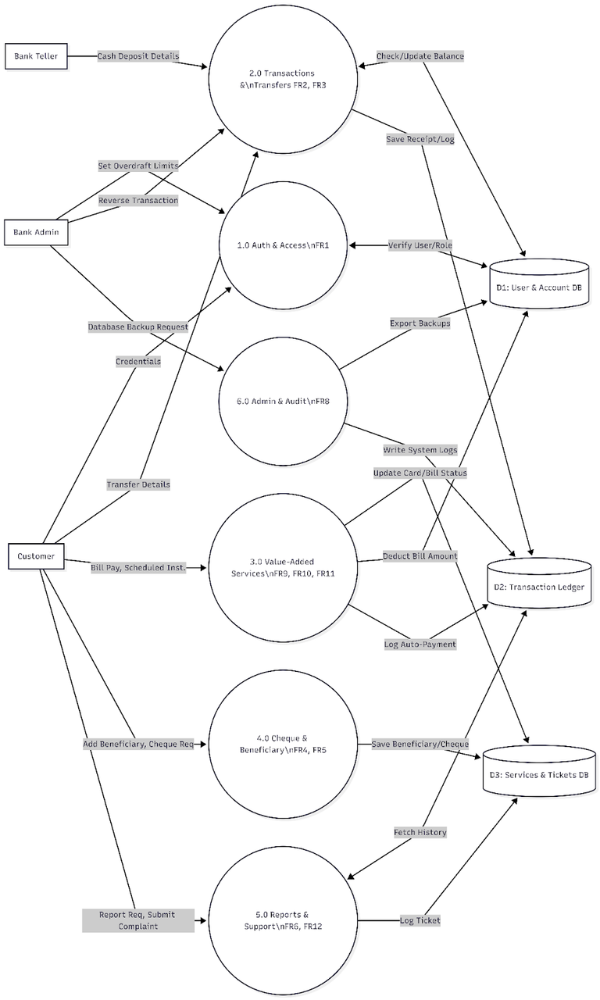 Bank Teller
Cash Deposit Details
2.0 Transactions
&\nTransfers FR2, FR3
Check/Update Balance
Save Receipt/Log
Set Overdraft Limits
Reverse Transaction
Bank Admin
1.0 Auth & Access\nFR1
Verify User/Role
D1: User & Account DB
Database Backup Request
Export Backups
Credentials
6.0 Admin & Audit\nFR8
Write System Logs
Update Card/Bill Status
Transfer Details
Customer
Bill Pay, Scheduled Inst.
3.0 Value-Added
Services\nFR9, FR10, FR11
Deduct Bill Amount
D2: Transaction Ledger
Log Auto-Payment
Add Beneficiary, Cheque Req
4.0 Cheque &
Beneficiary\nFR4, FR5
Save Beneficiary/Cheque
D3: Services & Tickets DB
Fetch History
Report Req, Submit
Complaint
5.0 Reports &
Support\nFR6, FR12
Log Ticket